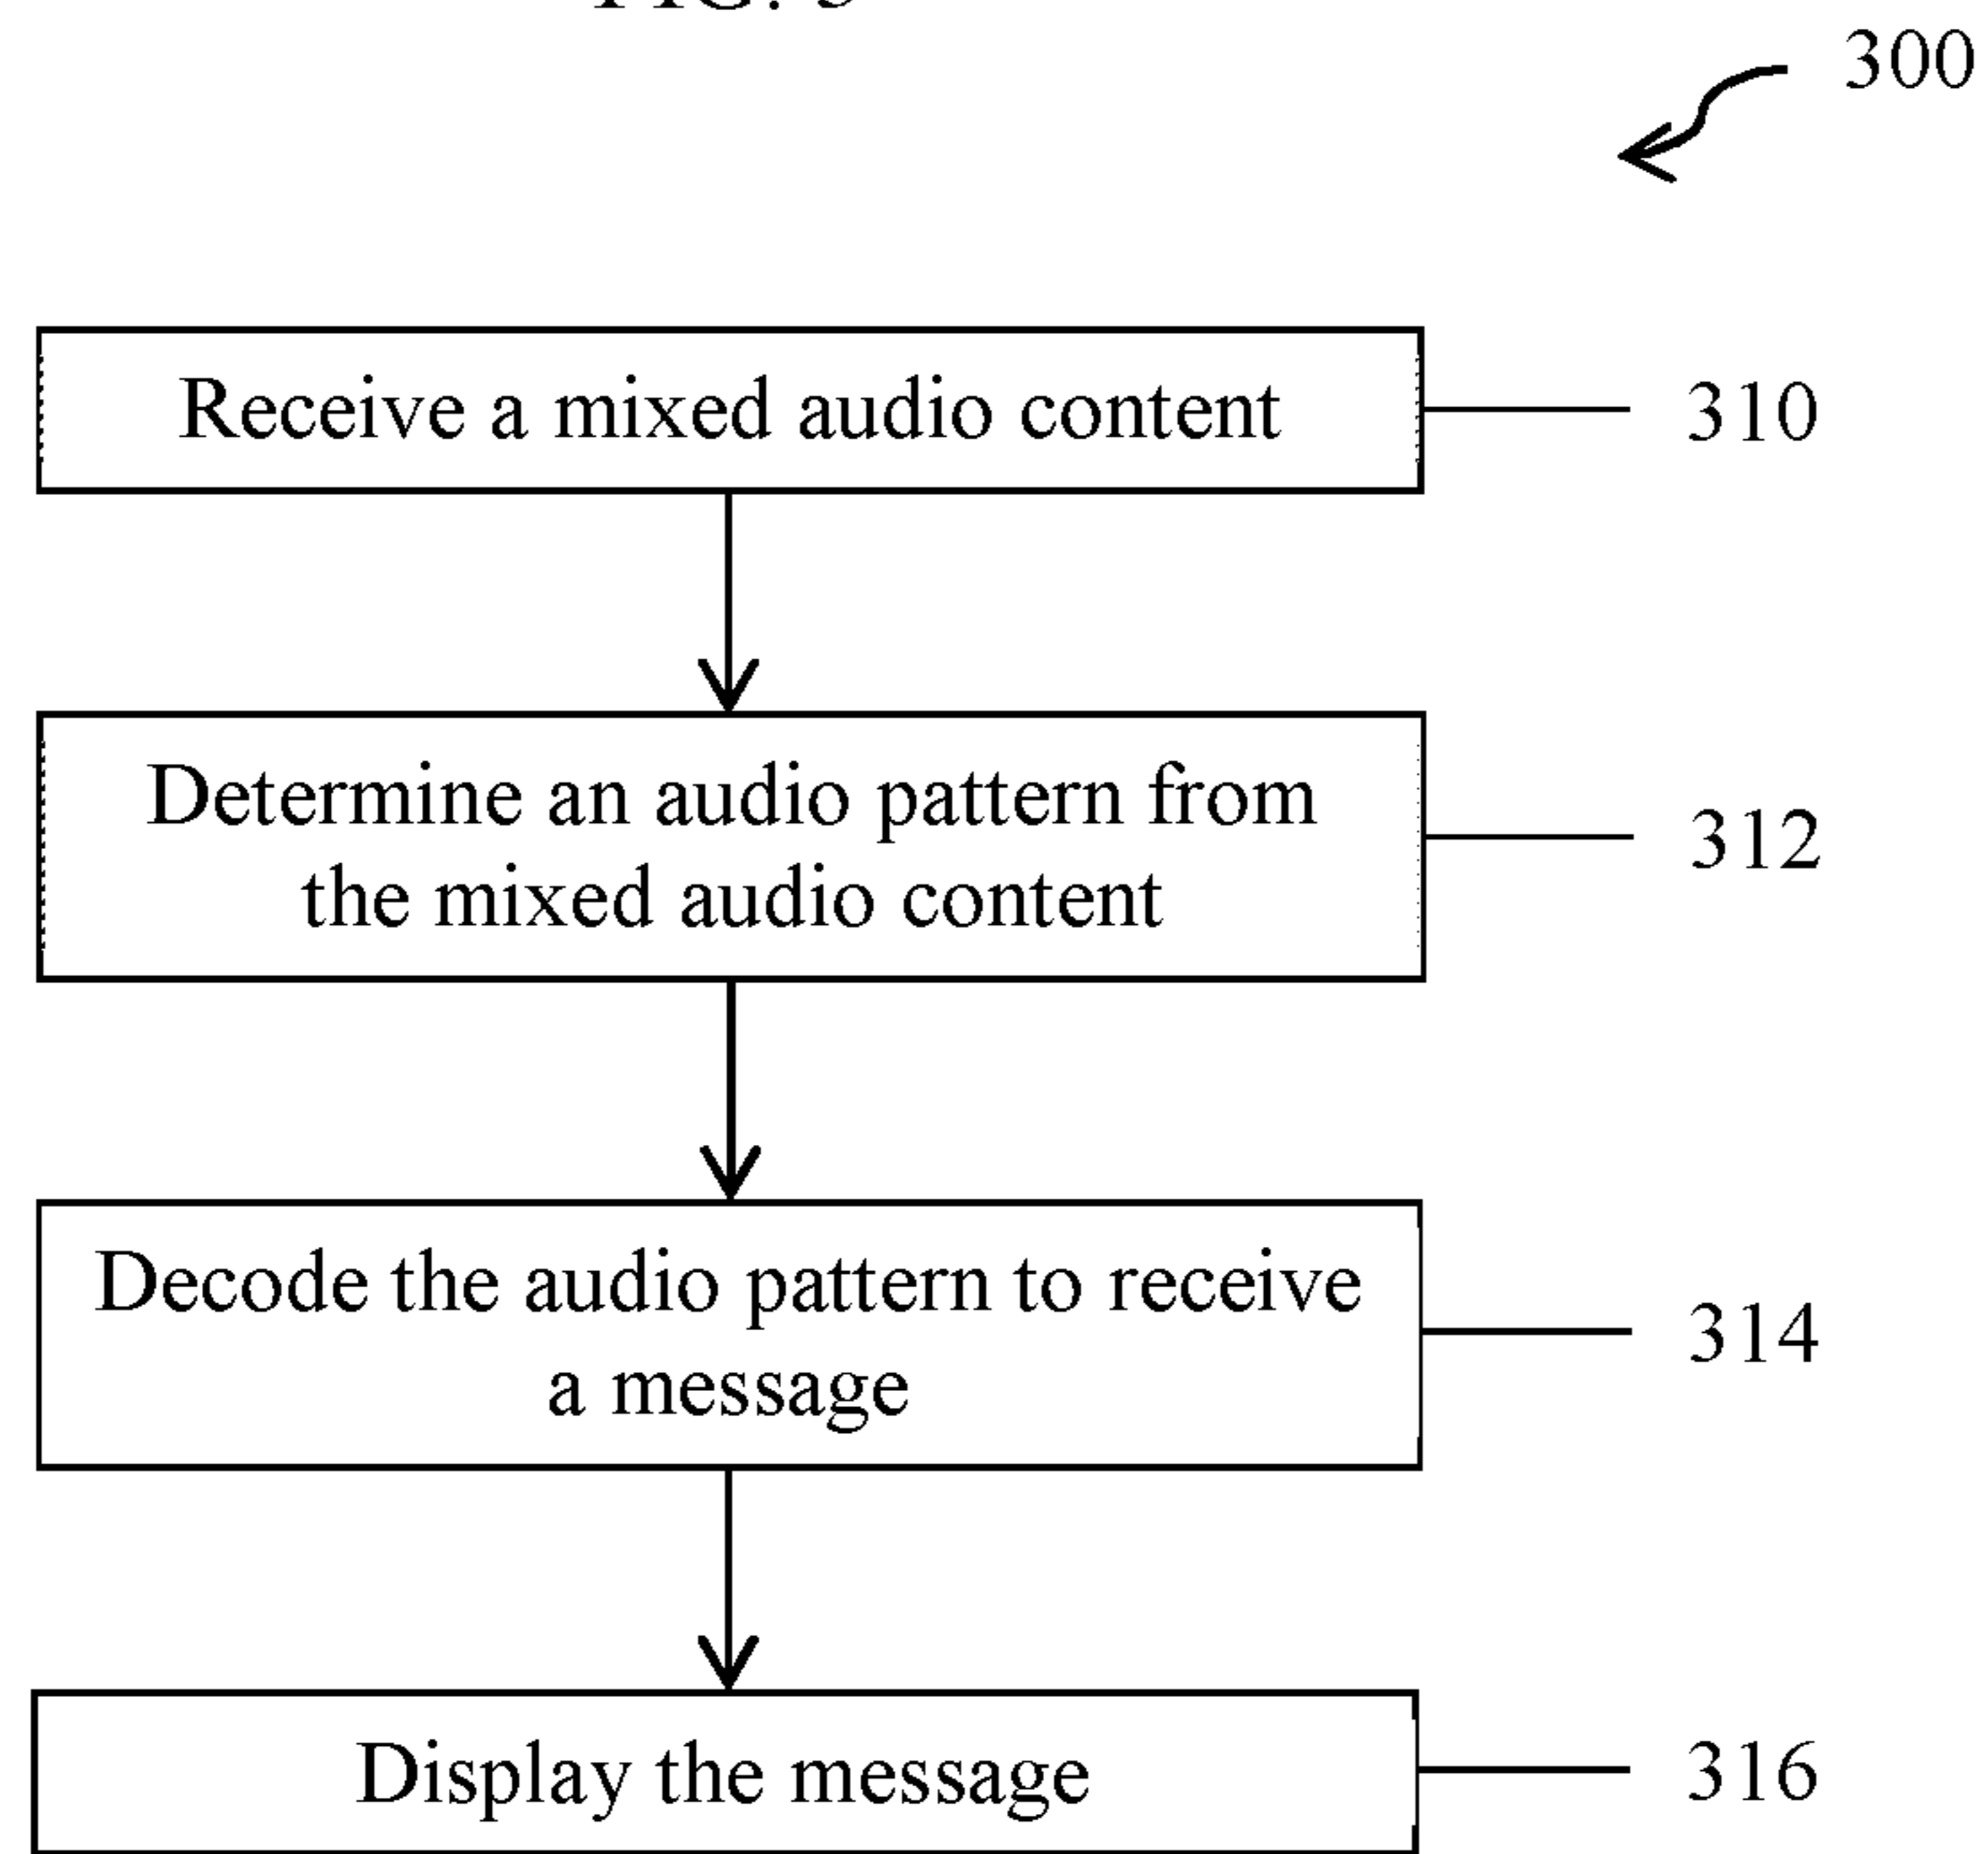 300
Receive a mixed audio content
310
Determine an audio pattern from
the mixed audio content
312
Decode the audio pattern to receive
a message
314
Display the message
316